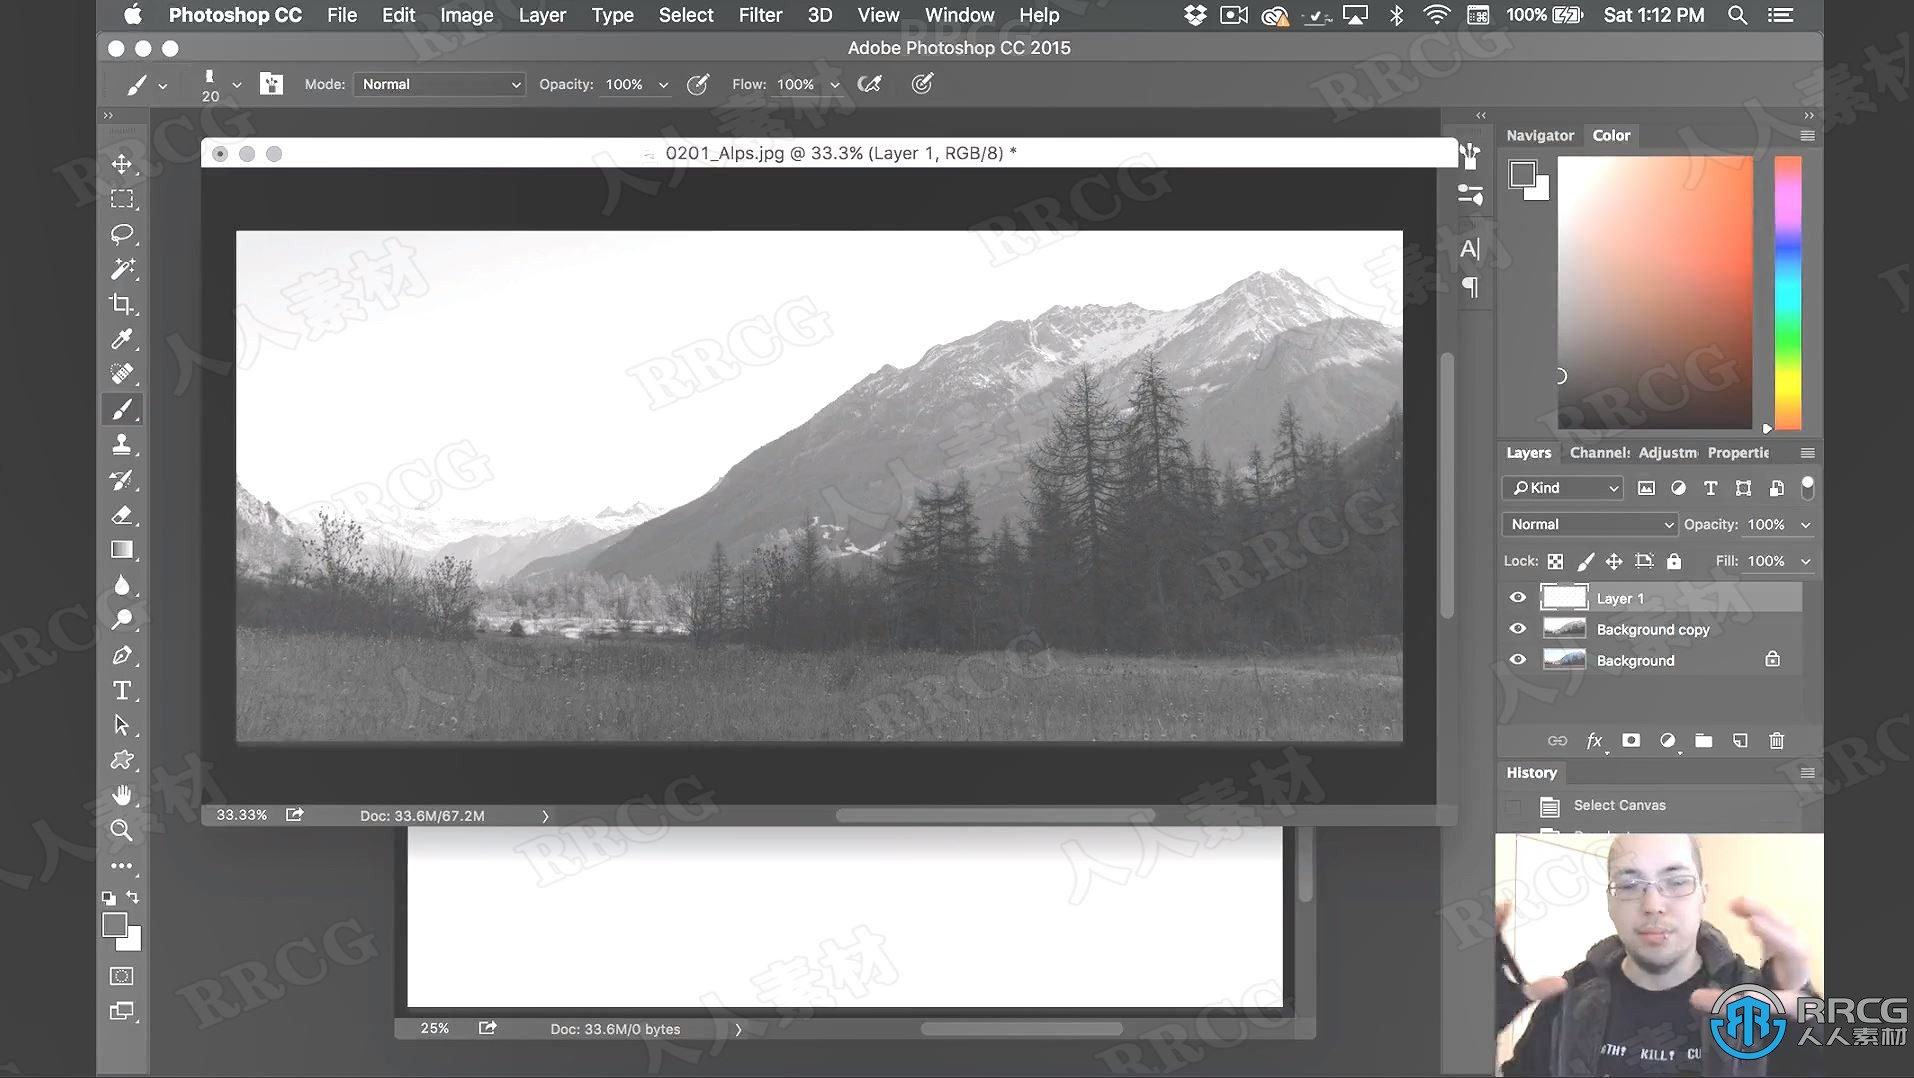 Photoshop CC File Edit Image Layer Type Select Filter 3D View Window Help 100% Sat 1:12 PM
Adobe Photoshop CC 2015
20 Mode: Normal Opacity: 100% Flow: 100%
0201_Alps.jpg @ 33.3% (Layer 1, RGB/8) *
Navigator Color
A
Layers Channel Adjustm Propertie
Kind
Normal Opacity: 100%
Lock: Fill: 100%
Layer 1
Background copy
Background
fx
History
Select Canvas
33.33% Doc: 33.6M/67.2M
25% Doc: 33.6M/0 bytes
KILL! CU
RRCG
人人素材
RRCG
人人素材